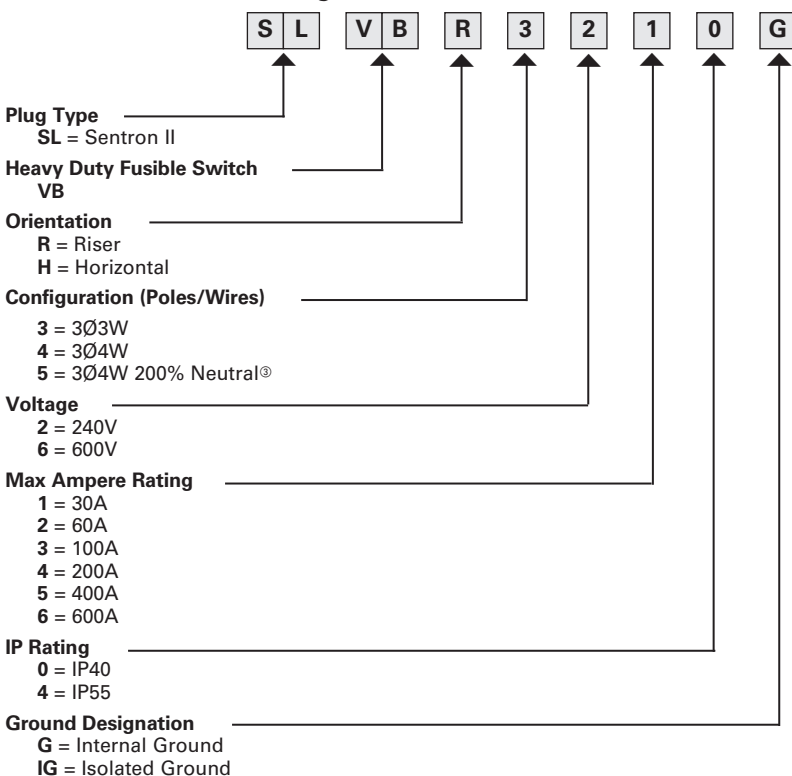 SL VB R 3 2 1 0 G
Plug Type
SL = Sentron II
Heavy Duty Fusible Switch
VB
Orientation
R = Riser
H = Horizontal
Configuration (Poles/Wires)
3 = 3Ø3W
4 = 3Ø4W
5 = 3Ø4W 200% Neutral③
Voltage
2 = 240V
6 = 600V
Max Ampere Rating
1 = 30A
2 = 60A
3 = 100A
4 = 200A
5 = 400A
6 = 600A
IP Rating
0 = IP40
4 = IP55
Ground Designation
G = Internal Ground
IG = Isolated Ground